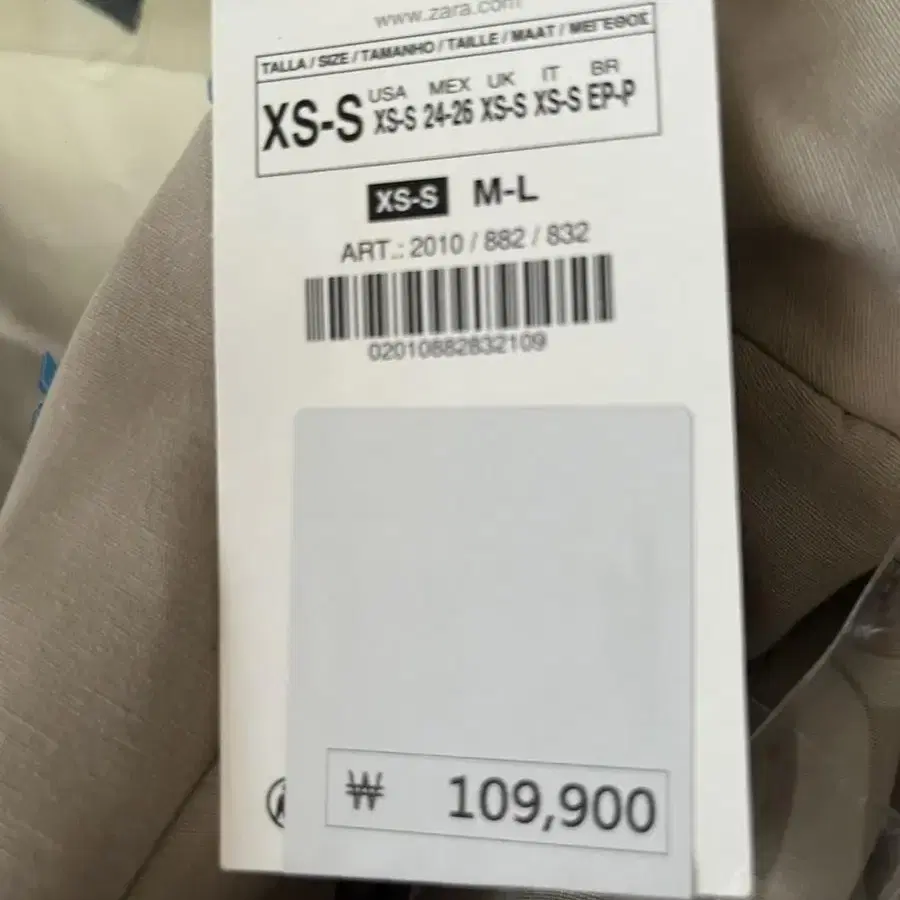 www.zara.com
TALLA / SIZE / TAMANHO / TAILLE / MAAT / ΜΕΓΕΘΟΣ
USA MEX UK IT BR
XS-S XS-S 24-26 XS-S XS-S EP-P
XS-S M-L
ART.: 2010 / 882 / 832
02010882832109
₩ 109,900